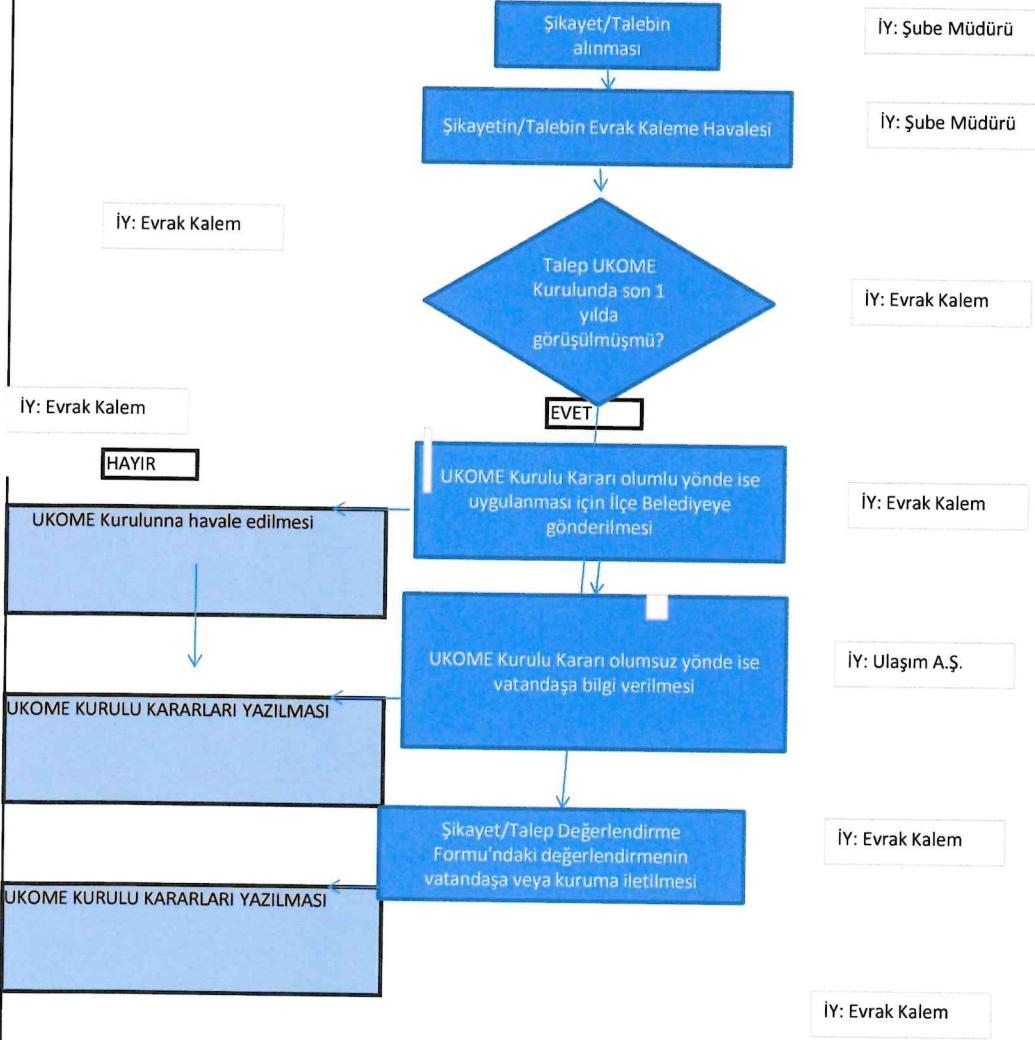 Şikayet/Talebin
alınması
İY: Şube Müdürü
Şikayetin/Talebin Evrak Kaleme Havalesi
İY: Şube Müdürü
İY: Evrak Kalem
Talep UKOME
Kurulunda son 1
yılda
görüşülmüşmü?
İY: Evrak Kalem
İY: Evrak Kalem
EVET
HAYIR
UKOME Kurulu Kararı olumlu yönde ise
uygulanması için İlçe Belediyeye
gönderilmesi
İY: Evrak Kalem
UKOME Kurulunna havale edilmesi
UKOME Kurulu Kararı olumsuz yönde ise
vatandaşa bilgi verilmesi
İY: Ulaşım A.Ş.
UKOME KURULU KARARLARI YAZILMASI
Şikayet/Talep Değerlendirme
Formu'ndaki değerlendirmenin
vatandaşa veya kuruma iletilmesi
İY: Evrak Kalem
UKOME KURULU KARARLARI YAZILMASI
İY: Evrak Kalem